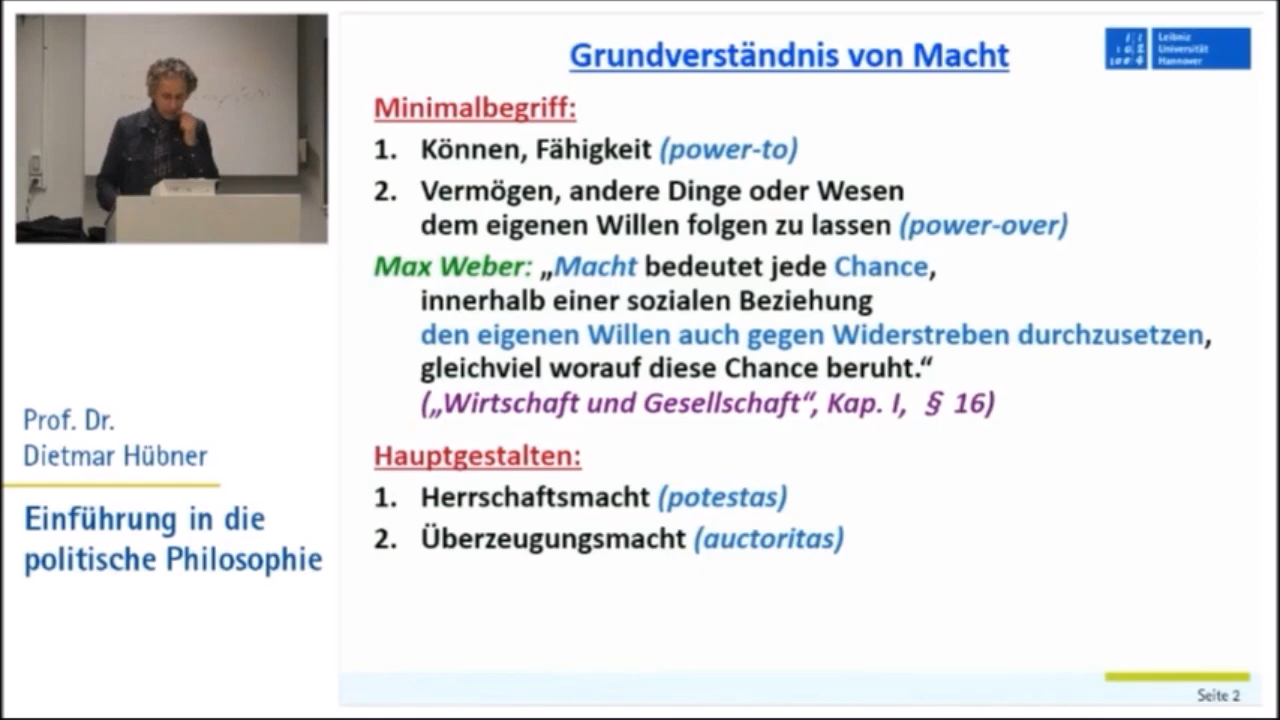 Grundverständnis von Macht
Leibniz
Universität
Hannover
Minimalbegriff:
1. Können, Fähigkeit (power-to)
2. Vermögen, andere Dinge oder Wesen
dem eigenen Willen folgen zu lassen (power-over)
Max Weber: „Macht bedeutet jede Chance,
innerhalb einer sozialen Beziehung
den eigenen Willen auch gegen Widerstreben durchzusetzen,
gleichviel worauf diese Chance beruht.“
(„Wirtschaft und Gesellschaft“, Kap. I, § 16)
Hauptgestalten:
1. Herrschaftsmacht (potestas)
2. Überzeugungsmacht (auctoritas)
Prof. Dr.
Dietmar Hübner
Einführung in die
politische Philosophie
Seite 2